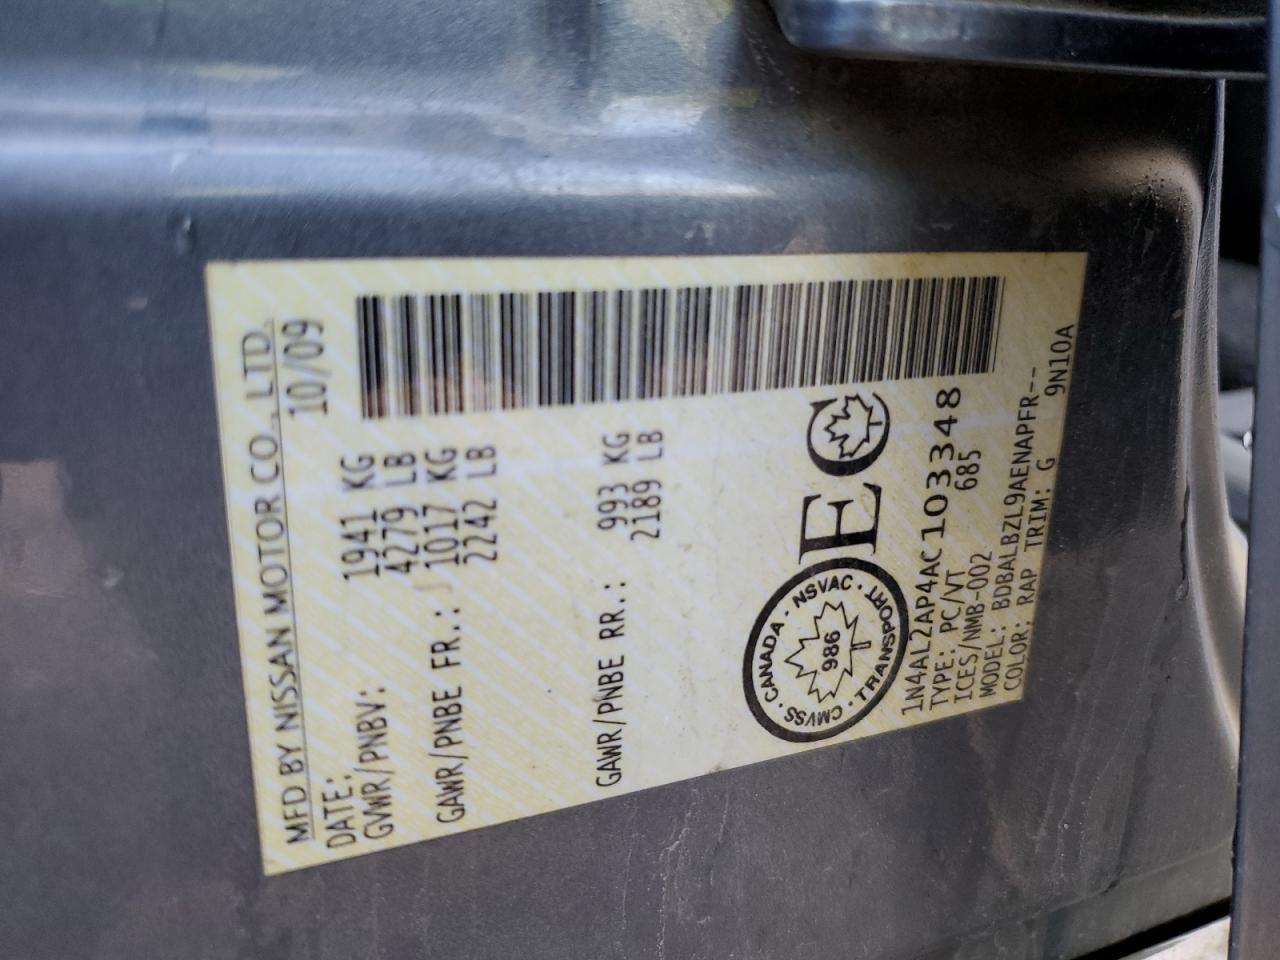 MFD BY NISSAN MOTOR CO., LTD.
DATE: 10/09
GVWR/PNBV: 1941 KG
4279 LB
GAWR/PNBE FR.: 1017 KG
2242 LB
GAWR/PNBE RR.: 993 KG
2189 LB
CANADA · NSVAC · TRANSPORT · CMVSS ·
986
EC
1N4AL2AP4AC103348
TYPE: PC/VT 685
ICES/NMB-002
MODEL: BDBALBZL9AENAPFR--
COLOR: RAP TRIM: G 9N10A